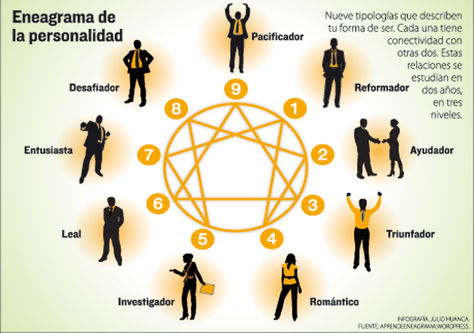 Eneagrama de
la personalidad
Nueve tipologías que describen
tu forma de ser. Cada una tiene
conectividad con
otras dos. Estas
relaciones se
estudian en
dos años,
en tres
niveles.
Pacificador
Desafiador
Reformador
9
8
1
Entusiasta
7
2
Ayudador
6
3
Leal
5
4
Triunfador
Investigador
Romántico
INFOGRAFÍA: JULIO HUANCA
FUENTE: APRENDEENEAGRAMA.WORDPRESS.